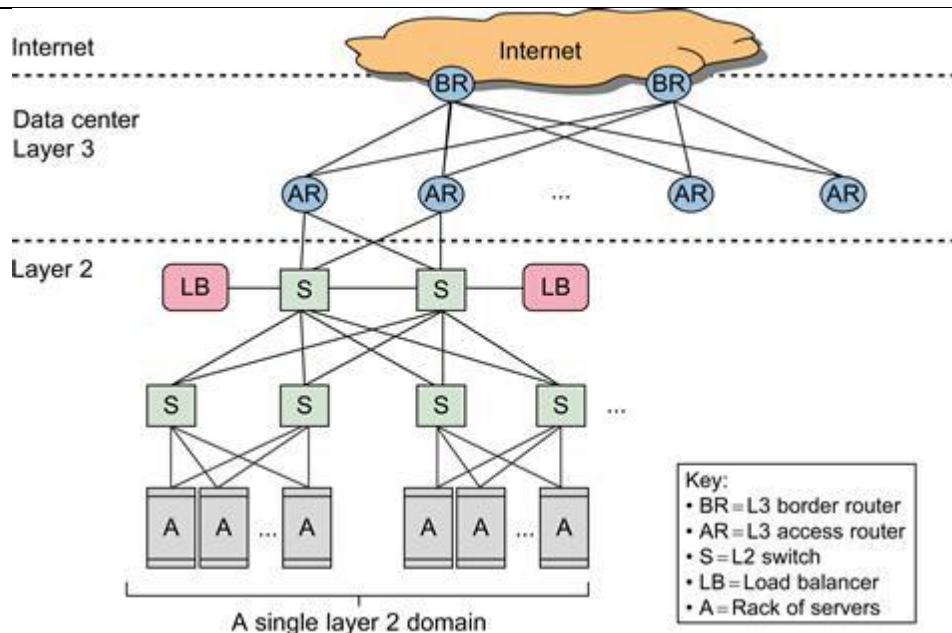 Internet
Internet
BR BR
Data center
Layer 3
AR AR ... AR AR
Layer 2
LB S S LB
S S S S ...
A A ... A A A ... A
A single layer 2 domain
Key:
• BR=L3 border router
• AR=L3 access router
• S=L2 switch
• LB=Load balancer
• A=Rack of servers